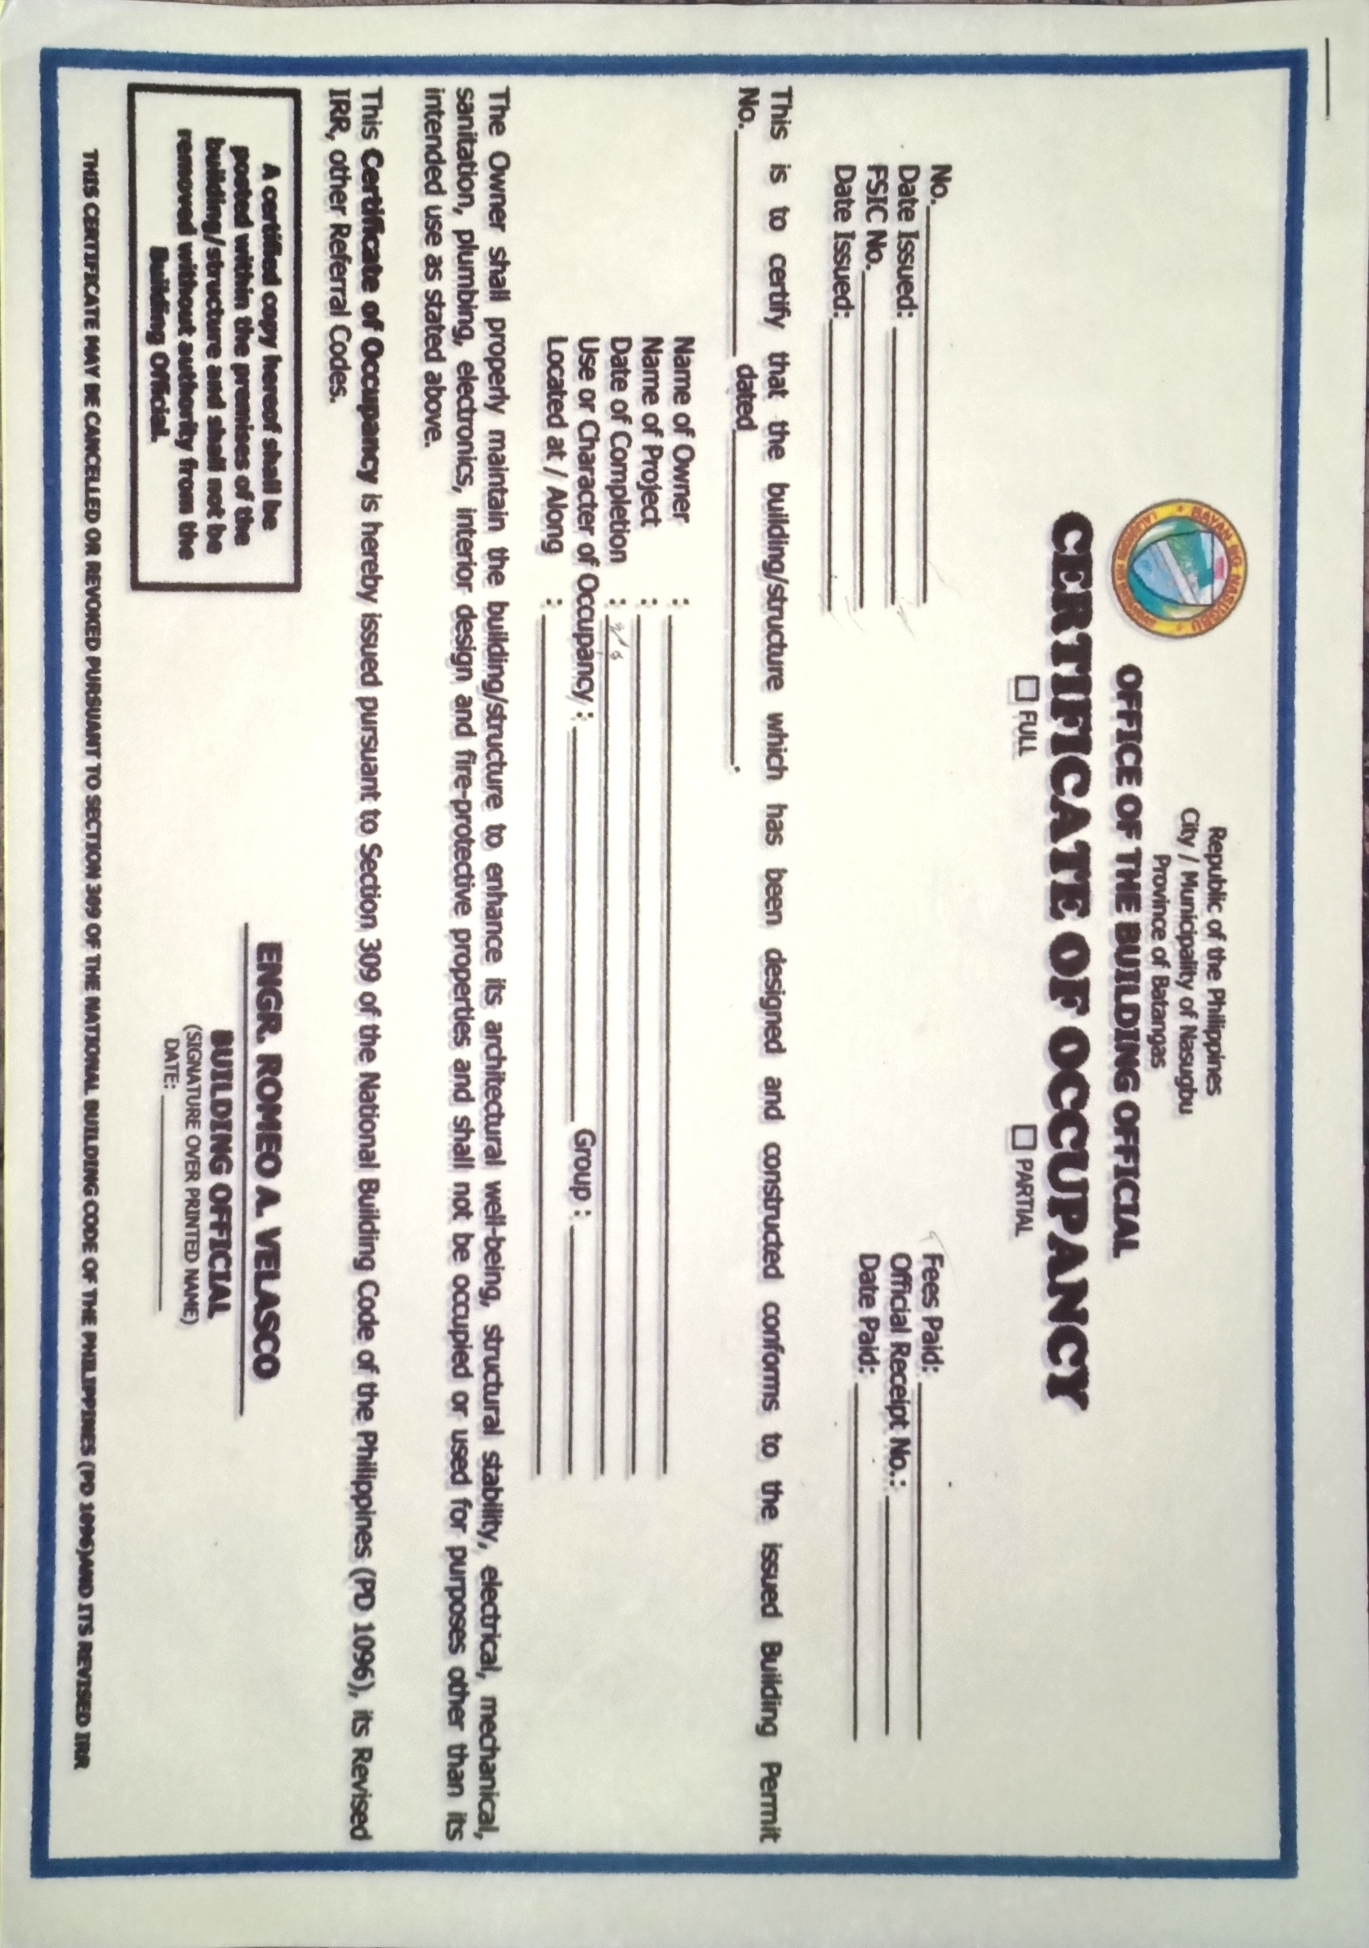 BAYAN NG NASUGBU
Republic of the Philippines
City / Municipality of Nasugbu
Province of Batangas
OFFICE OF THE BUILDING OFFICIAL
CERTIFICATE OF OCCUPANCY
FULL PARTIAL
No.
Date Issued:
FSIC No.
Date Issued:
Fees Paid:
Official Receipt No.:
Date Paid:
This is to certify that the building/structure which has been designed and constructed conforms to the issued Building Permit
No. dated .
Name of Owner :
Name of Project :
Date of Completion :
Use or Character of Occupancy : Group :
Located at / Along :
The Owner shall properly maintain the building/structure to enhance its architectural well-being, structural stability, electrical, mechanical,
sanitation, plumbing, electronics, interior design and fire-protective properties and shall not be occupied or used for purposes other than its
intended use as stated above.
This Certificate of Occupancy is hereby issued pursuant to Section 309 of the National Building Code of the Philippines (PD 1096), its Revised
IRR, other Referral Codes.
A certified copy hereof shall be
posted within the premises of the
building/structure and shall not be
removed without authority from the
Building Official.
ENGR. ROMEO A. VELASCO
BUILDING OFFICIAL
(SIGNATURE OVER PRINTED NAME)
DATE:
THIS CERTIFICATE MAY BE CANCELLED OR REVOKED PURSUANT TO SECTION 309 OF THE NATIONAL BUILDING CODE OF THE PHILIPPINES (PD 1096)AND ITS REVISED IRR